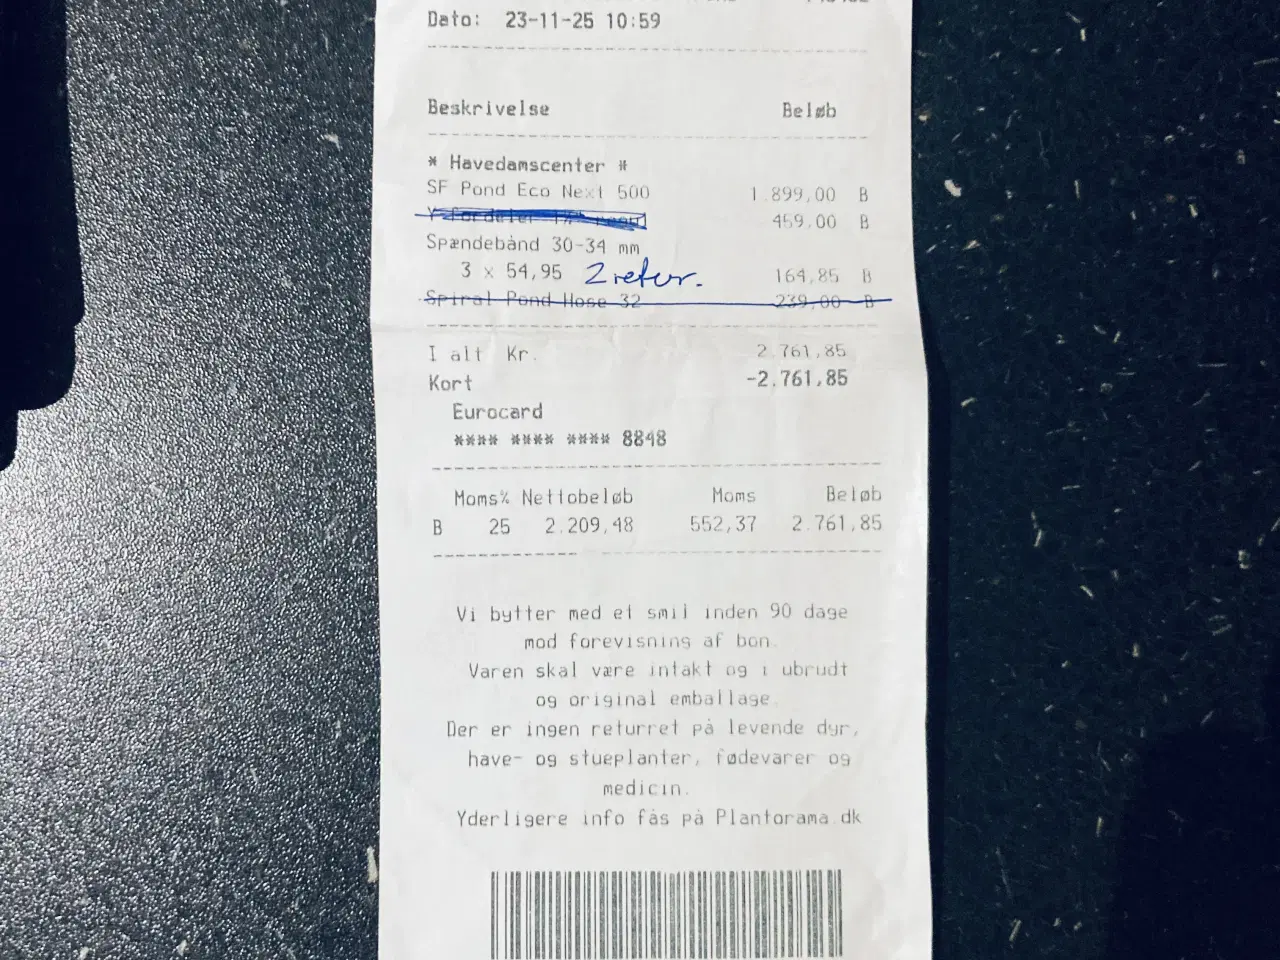 Dato: 23-11-25 10:59
Beskrivelse Beløb
* Havedamscenter *
SF Pond Eco Next 500 1.899,00 B
Y-fordeler 459,00 B
Spændebånd 30-34 mm
3 x 54,95 2 retur. 164,85 B
Spiral Pond Hose 32 239,00 B
I alt Kr. 2.761,85
Kort -2.761,85
Eurocard
**** **** **** 8848
Moms% Nettobeløb Moms Beløb
B 25 2.209,48 552,37 2.761,85
Vi bytter med et smil inden 90 dage
mod forevisning af bon.
Varen skal være intakt og i ubrudt
og original emballage.
Der er ingen returret på levende dyr,
have- og stueplanter, fødevarer og
medicin.
Yderligere info fås på Plantorama.dk